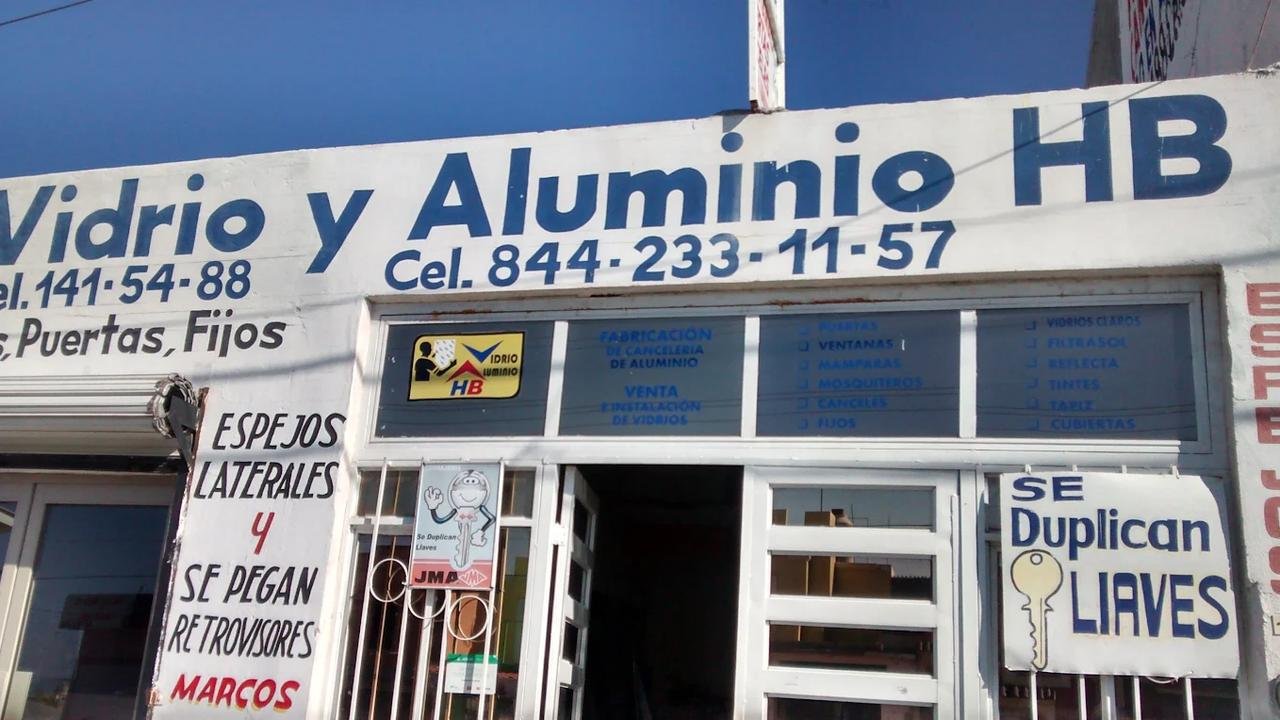 Vidrio y Aluminio HB
el. 141-54-88
Cel. 844-233-11-57
s, Puertas, Fijos
VIDRIO
ALUMINIO
HB
FABRICACIÓN
DE CANCELERIA
DE ALUMINIO
VENTA
E INSTALACIÓN
DE VIDRIOS
PUERTAS
VENTANAS
MAMPARAS
MOSQUITEROS
CANCELES
FIJOS
VIDRIOS CLAROS
FILTRASOL
REFLECTA
TINTES
TAPIZ
CUBIERTAS
ESPEJOS
LATERALES
y
SE PEGAN
RETROVISORES
MARCOS
Se Duplican
Llaves
JMA
SE
Duplican
LLAVES
ESPEJOS